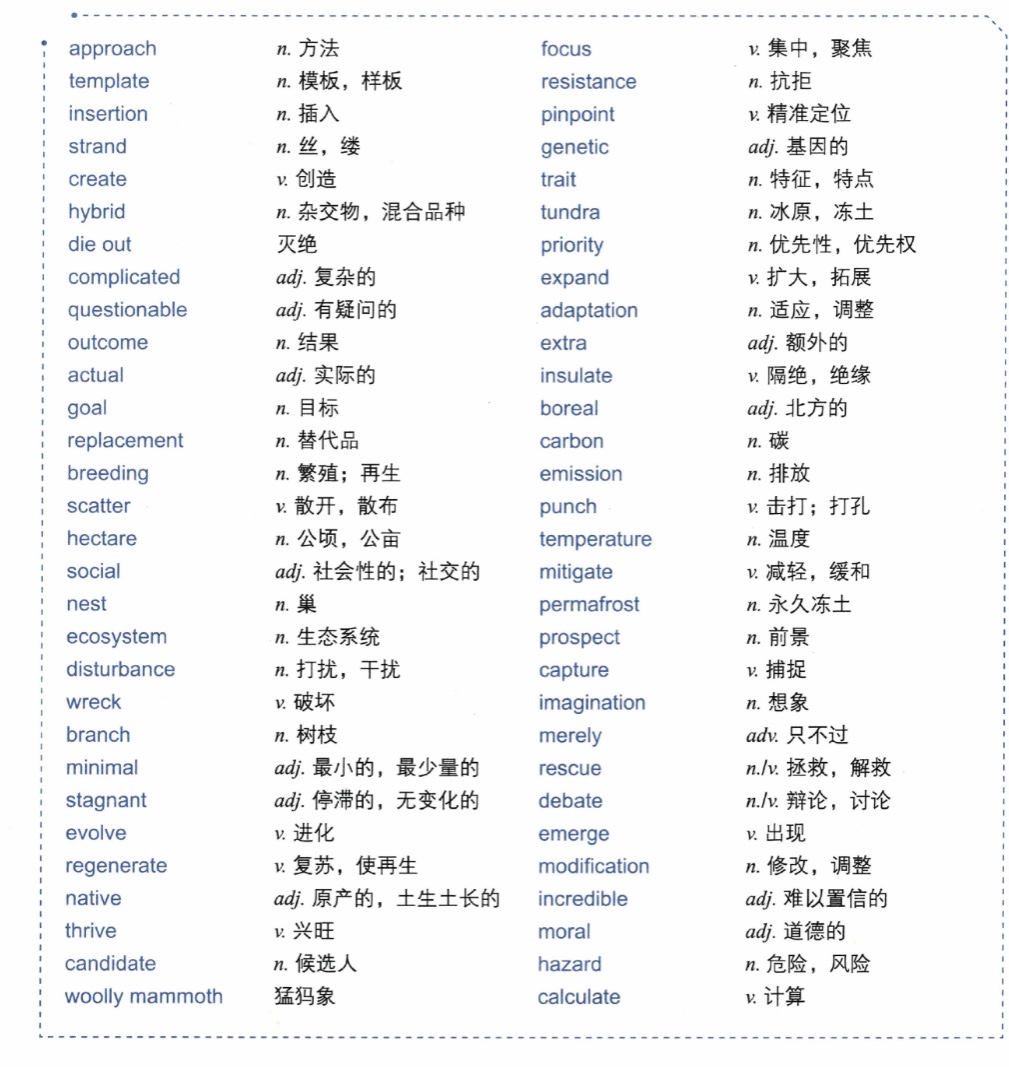 approach n. 方法 focus v. 集中，聚焦
template n. 模板，样板 resistance n. 抗拒
insertion n. 插入 pinpoint v. 精准定位
strand n. 丝，缕 genetic adj. 基因的
create v. 创造 trait n. 特征，特点
hybrid n. 杂交物，混合品种 tundra n. 冰原，冻土
die out 灭绝 priority n. 优先性，优先权
complicated adj. 复杂的 expand v. 扩大，拓展
questionable adj. 有疑问的 adaptation n. 适应，调整
outcome n. 结果 extra adj. 额外的
actual adj. 实际的 insulate v. 隔绝，绝缘
goal n. 目标 boreal adj. 北方的
replacement n. 替代品 carbon n. 碳
breeding n. 繁殖；再生 emission n. 排放
scatter v. 散开，散布 punch v. 击打；打孔
hectare n. 公顷，公亩 temperature n. 温度
social adj. 社会性的；社交的 mitigate v. 减轻，缓和
nest n. 巢 permafrost n. 永久冻土
ecosystem n. 生态系统 prospect n. 前景
disturbance n. 打扰，干扰 capture v. 捕捉
wreck v. 破坏 imagination n. 想象
branch n. 树枝 merely adv. 只不过
minimal adj. 最小的，最少量的 rescue n./v. 拯救，解救
stagnant adj. 停滞的，无变化的 debate n./v. 辩论，讨论
evolve v. 进化 emerge v. 出现
regenerate v. 复苏，使再生 modification n. 修改，调整
native adj. 原产的，土生土长的 incredible adj. 难以置信的
thrive v. 兴旺 moral adj. 道德的
candidate n. 候选人 hazard n. 危险，风险
woolly mammoth 猛犸象 calculate v. 计算